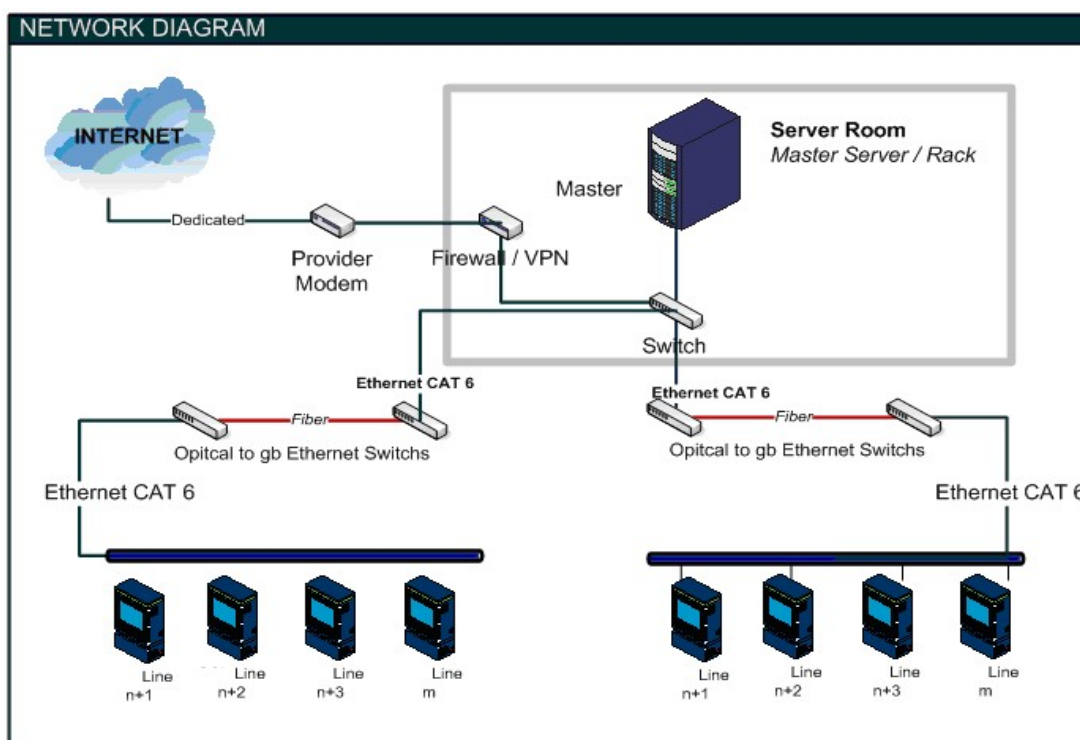 NETWORK DIAGRAM
INTERNET
Server Room
Master Server / Rack
Master
Dedicated
Provider
Modem
Firewall / VPN
Switch
Ethernet CAT 6
Ethernet CAT 6
Fiber
Fiber
Opitcal to gb Ethernet Switchs
Opitcal to gb Ethernet Switchs
Ethernet CAT 6
Ethernet CAT 6
Line
n+1
Line
n+2
Line
n+3
Line
m
Line
n+1
Line
n+2
Line
n+3
Line
m